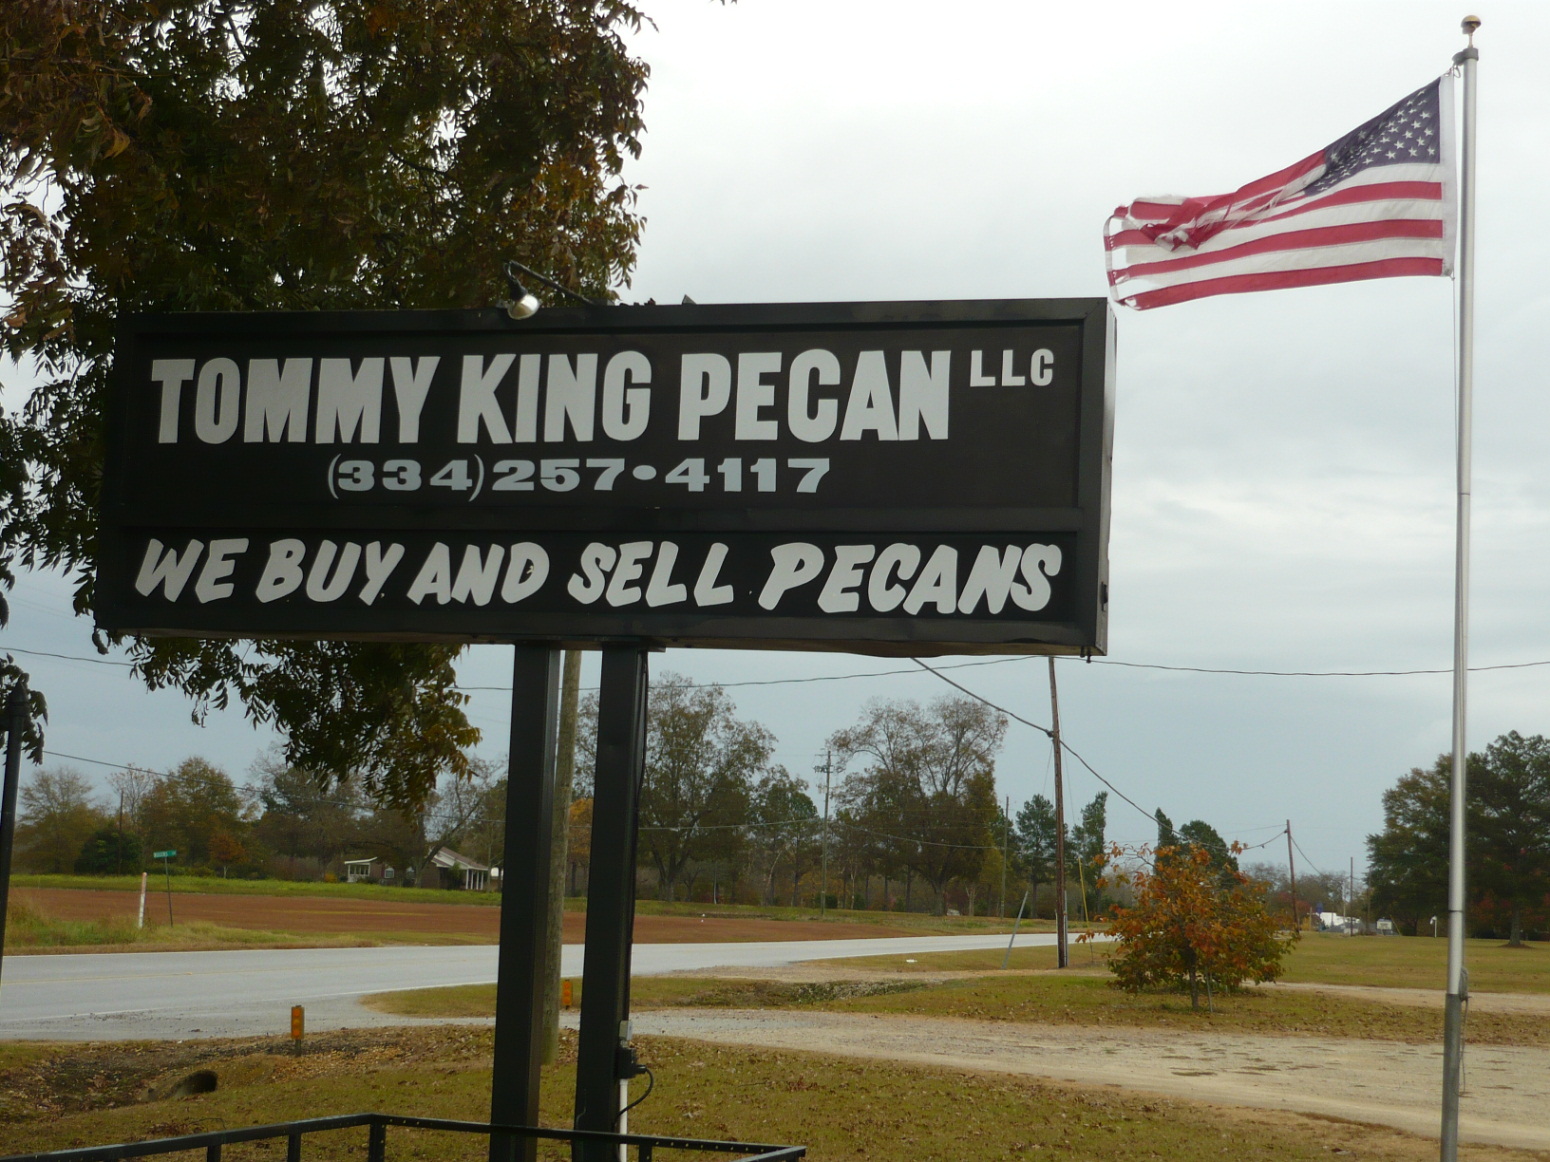 TOMMY KING PECAN LLC
(334)257•4117
WE BUY AND SELL PECANS